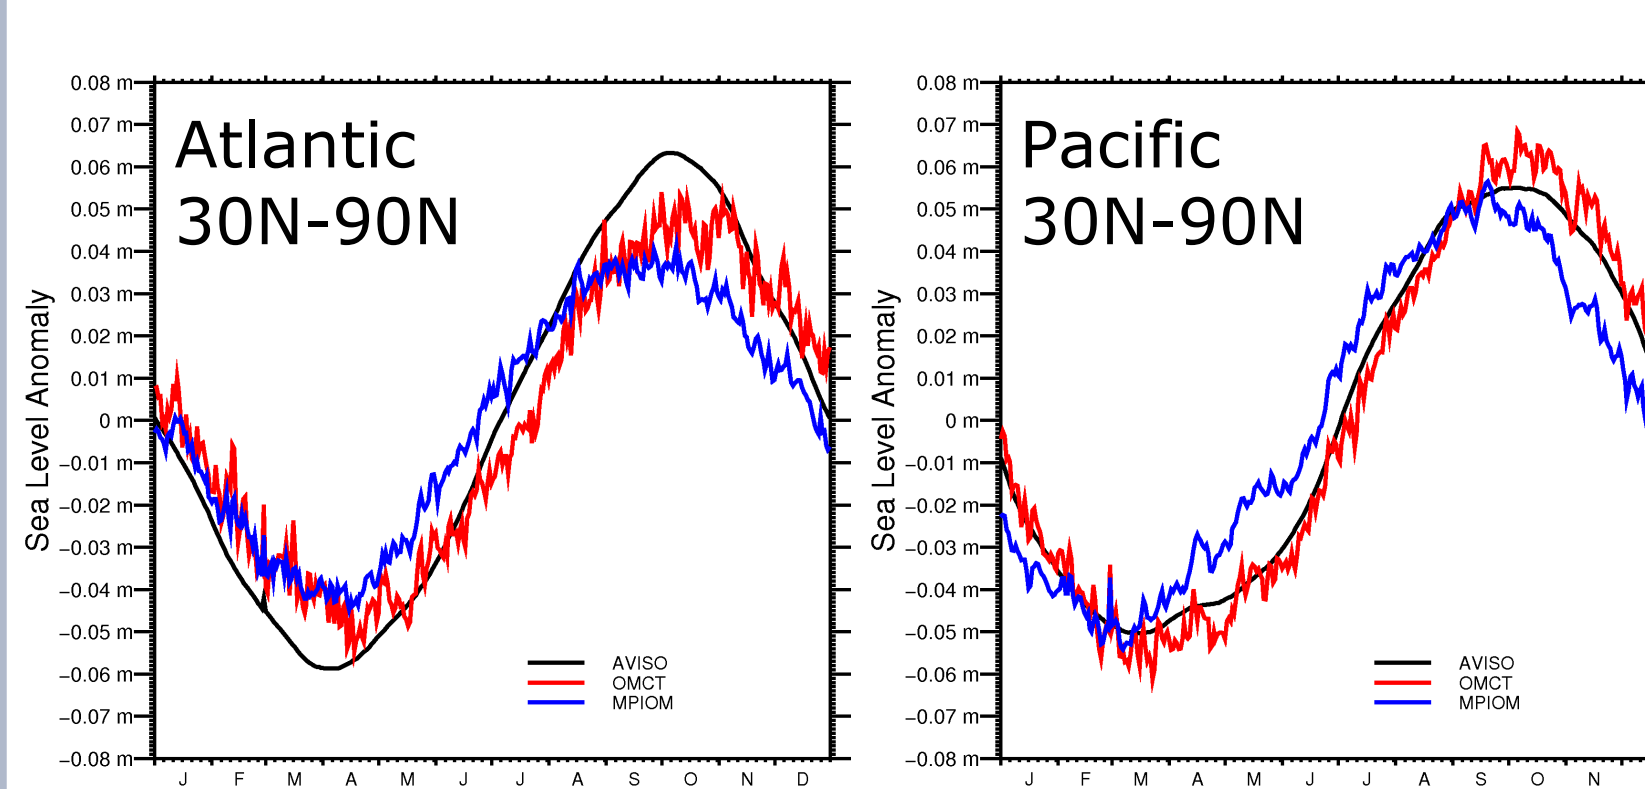 Atlantic
30N-90N
Sea Level Anomaly
0.08 m
0.07 m
0.06 m
0.05 m
0.04 m
0.03 m
0.02 m
0.01 m
0 m
−0.01 m
−0.02 m
−0.03 m
−0.04 m
−0.05 m
−0.06 m
−0.07 m
−0.08 m
J F M A M J J A S O N D
AVISO
OMCT
MPIOM
Pacific
30N-90N
Sea Level Anomaly
0.08 m
0.07 m
0.06 m
0.05 m
0.04 m
0.03 m
0.02 m
0.01 m
0 m
−0.01 m
−0.02 m
−0.03 m
−0.04 m
−0.05 m
−0.06 m
−0.07 m
−0.08 m
J F M A M J J A S O N
AVISO
OMCT
MPIOM